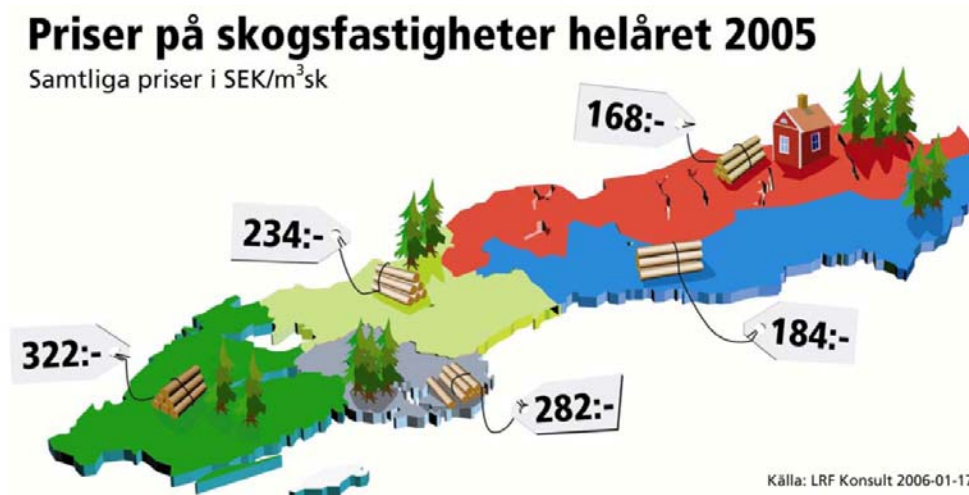 Priser på skogsfastigheter helåret 2005
Samtliga priser i SEK/m³sk
168:-
234:-
322:-
184:-
282:-
Källa: LRF Konsult 2006-01-17